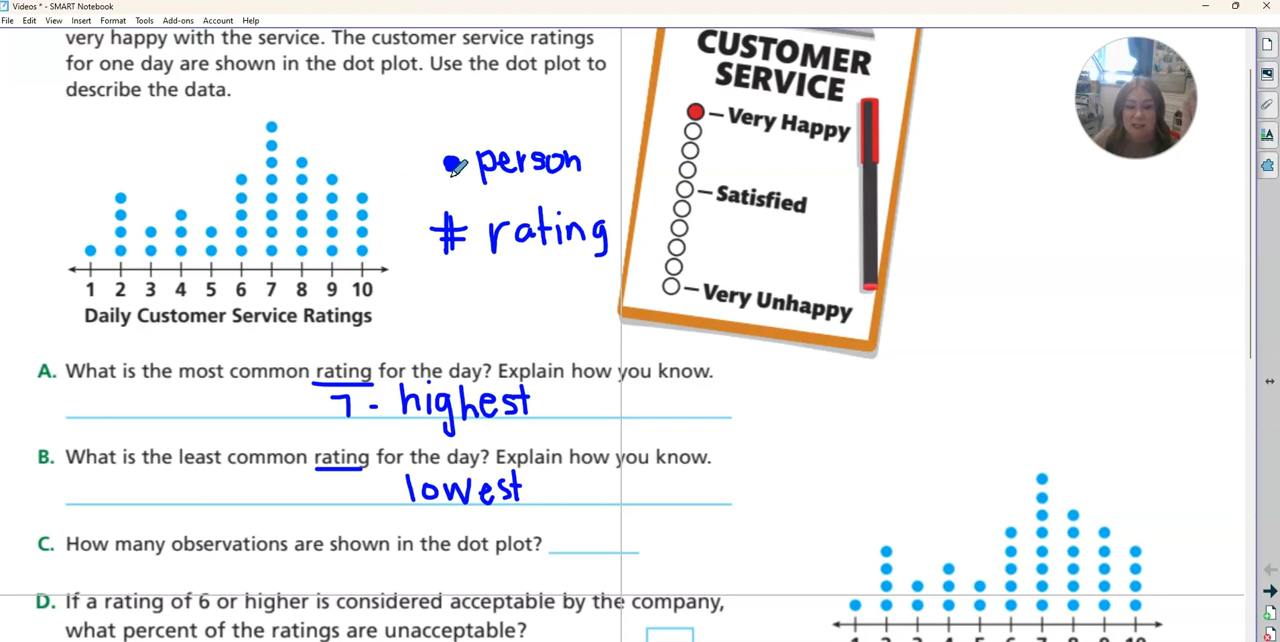 Videos * - SMART Notebook
File Edit View Insert Format Tools Add-ons Account Help
very happy with the service. The customer service ratings
for one day are shown in the dot plot. Use the dot plot to
describe the data.
CUSTOMER
SERVICE
Very Happy
Satisfied
Very Unhappy
person
# rating
1 2 3 4 5 6 7 8 9 10
Daily Customer Service Ratings
A. What is the most common rating for the day? Explain how you know.
7 - highest
B. What is the least common rating for the day? Explain how you know.
lowest
C. How many observations are shown in the dot plot?
D. If a rating of 6 or higher is considered acceptable by the company,
what percent of the ratings are unacceptable?